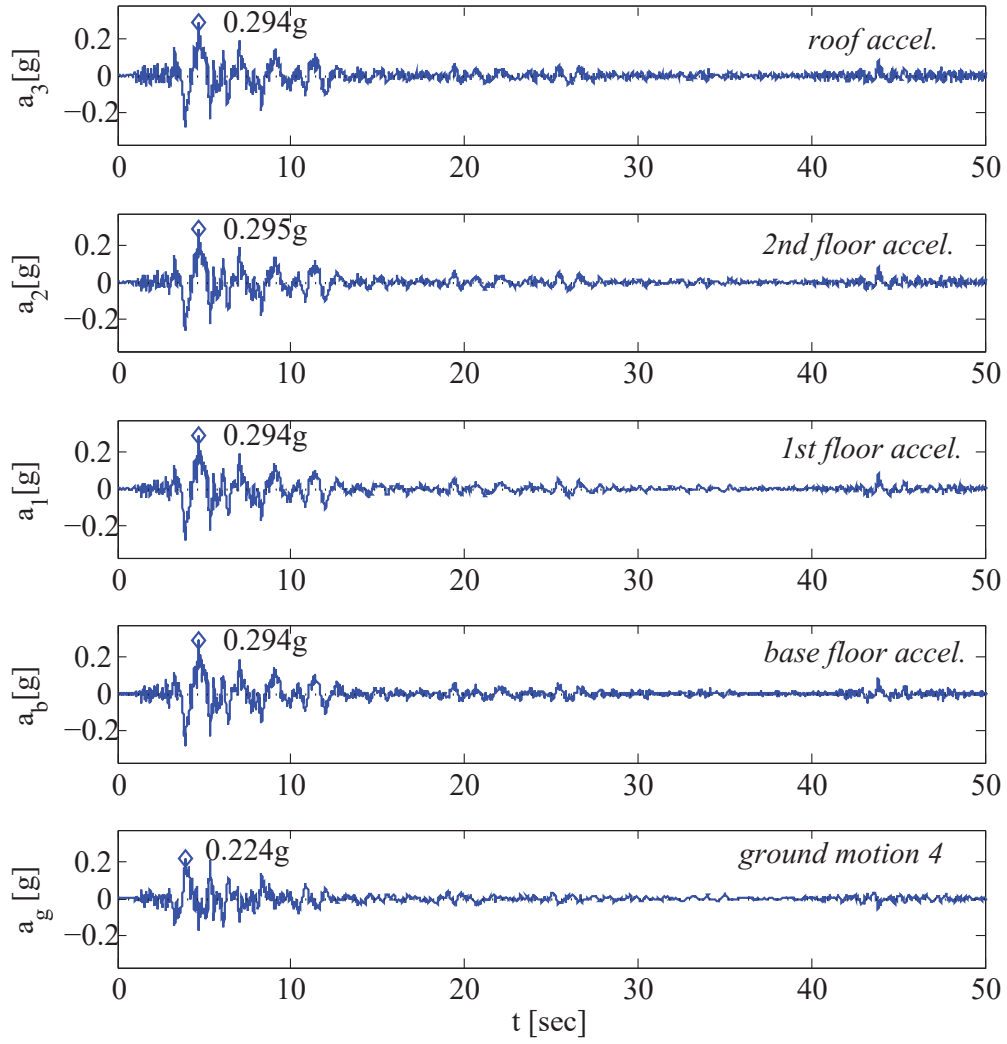 0.294g
roof accel.
a3[g]
0.2
0
−0.2
0 10 20 30 40 50
0.295g
2nd floor accel.
a2[g]
0.2
0
−0.2
0 10 20 30 40 50
0.294g
1st floor accel.
a1[g]
0.2
0
−0.2
0 10 20 30 40 50
0.294g
base floor accel.
ab[g]
0.2
0
−0.2
0 10 20 30 40 50
0.224g
ground motion 4
ag [g]
0.2
0
−0.2
0 10 20 30 40 50
t [sec]